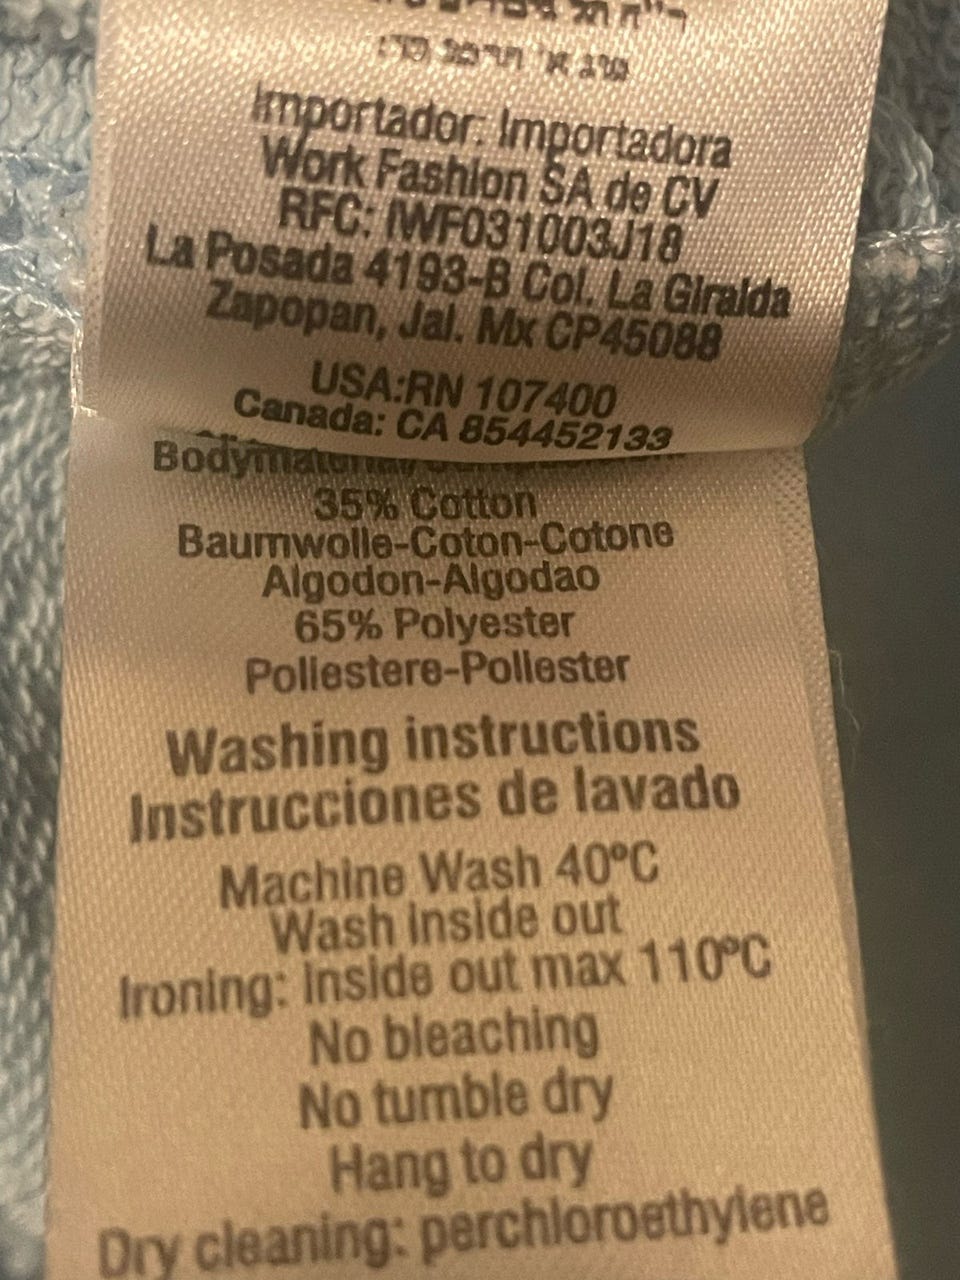 Importador: Importadora
Work Fashion SA de CV
RFC: IWF031003J18
La Posada 4193-B Col. La Giralda
Zapopan, Jal. Mx CP45088
USA:RN 107400
Canada: CA 854452133
35% Cotton
Baumwolle-Coton-Cotone
Algodon-Algodao
65% Polyester
Poliestere-Poliester
Washing instructions
Instrucciones de lavado
Machine Wash 40ºC
Wash inside out
Ironing: inside out max 110ºC
No bleaching
No tumble dry
Hang to dry
Dry cleaning: perchloroethylene